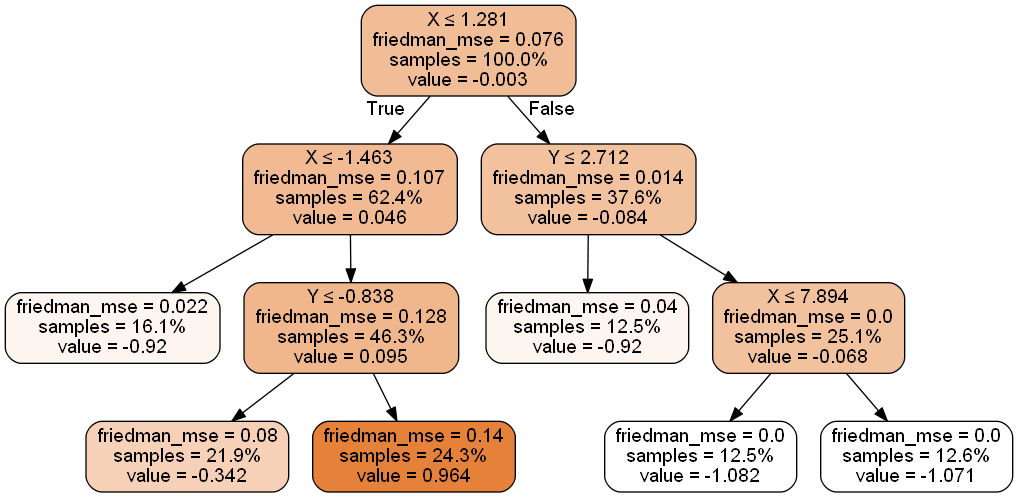 X ≤ 1.281
friedman_mse = 0.076
samples = 100.0%
value = -0.003
True
False
X ≤ -1.463
friedman_mse = 0.107
samples = 62.4%
value = 0.046
Y ≤ 2.712
friedman_mse = 0.014
samples = 37.6%
value = -0.084
friedman_mse = 0.022
samples = 16.1%
value = -0.92
Y ≤ -0.838
friedman_mse = 0.128
samples = 46.3%
value = 0.095
friedman_mse = 0.04
samples = 12.5%
value = -0.92
X ≤ 7.894
friedman_mse = 0.0
samples = 25.1%
value = -0.068
friedman_mse = 0.08
samples = 21.9%
value = -0.342
friedman_mse = 0.14
samples = 24.3%
value = 0.964
friedman_mse = 0.0
samples = 12.5%
value = -1.082
friedman_mse = 0.0
samples = 12.6%
value = -1.071